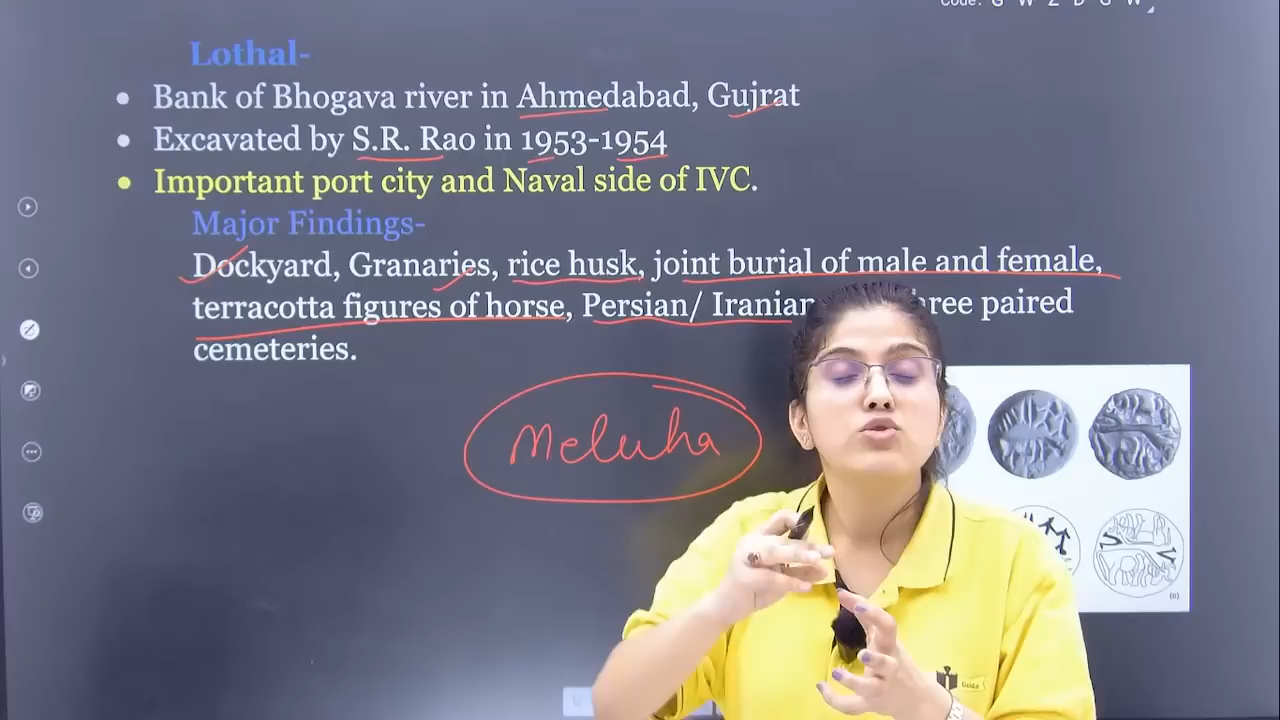 Code: G W Z D G W
Lothal-
• Bank of Bhogava river in Ahmedabad, Gujrat
• Excavated by S.R. Rao in 1953-1954
• Important port city and Naval side of IVC.
Major Findings-
Dockyard, Granaries, rice husk, joint burial of male and female,
terracotta figures of horse, Persian/ Iranian paired
cemeteries.
Meluha